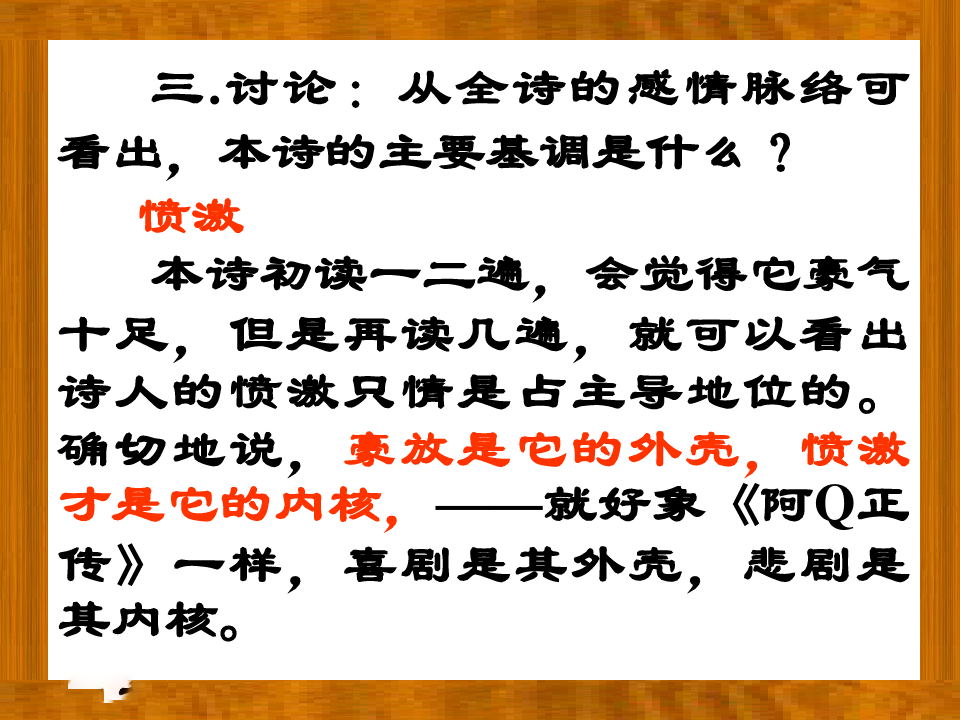 三.讨论：从全诗的感情脉络可
看出，本诗的主要基调是什么？
愤激
本诗初读一二遍，会觉得它豪气
十足，但是再读几遍，就可以看出
诗人的愤激只情是占主导地位的。
确切地说，豪放是它的外壳，愤激
才是它的内核，——就好象《阿Q正
传》一样，喜剧是其外壳，悲剧是
其内核。